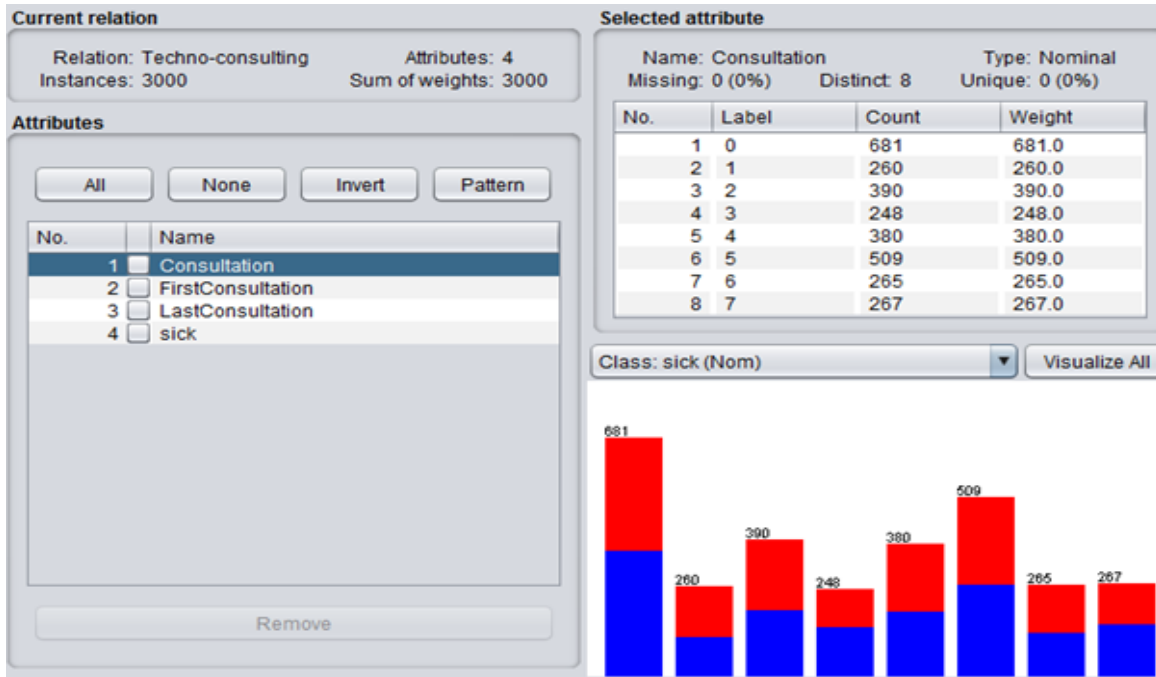 Current relation
Relation: Techno-consulting Attributes: 4
Instances: 3000 Sum of weights: 3000
Attributes
All None Invert Pattern
No. Name
1 Consultation
2 FirstConsultation
3 LastConsultation
4 sick
Remove
Selected attribute
Name: Consultation Type: Nominal
Missing: 0 (0%) Distinct: 8 Unique: 0 (0%)
No. Label Count Weight
1 0 681 681.0
2 1 260 260.0
3 2 390 390.0
4 3 248 248.0
5 4 380 380.0
6 5 509 509.0
7 6 265 265.0
8 7 267 267.0
Class: sick (Nom) Visualize All
681
260
390
248
380
509
265
267